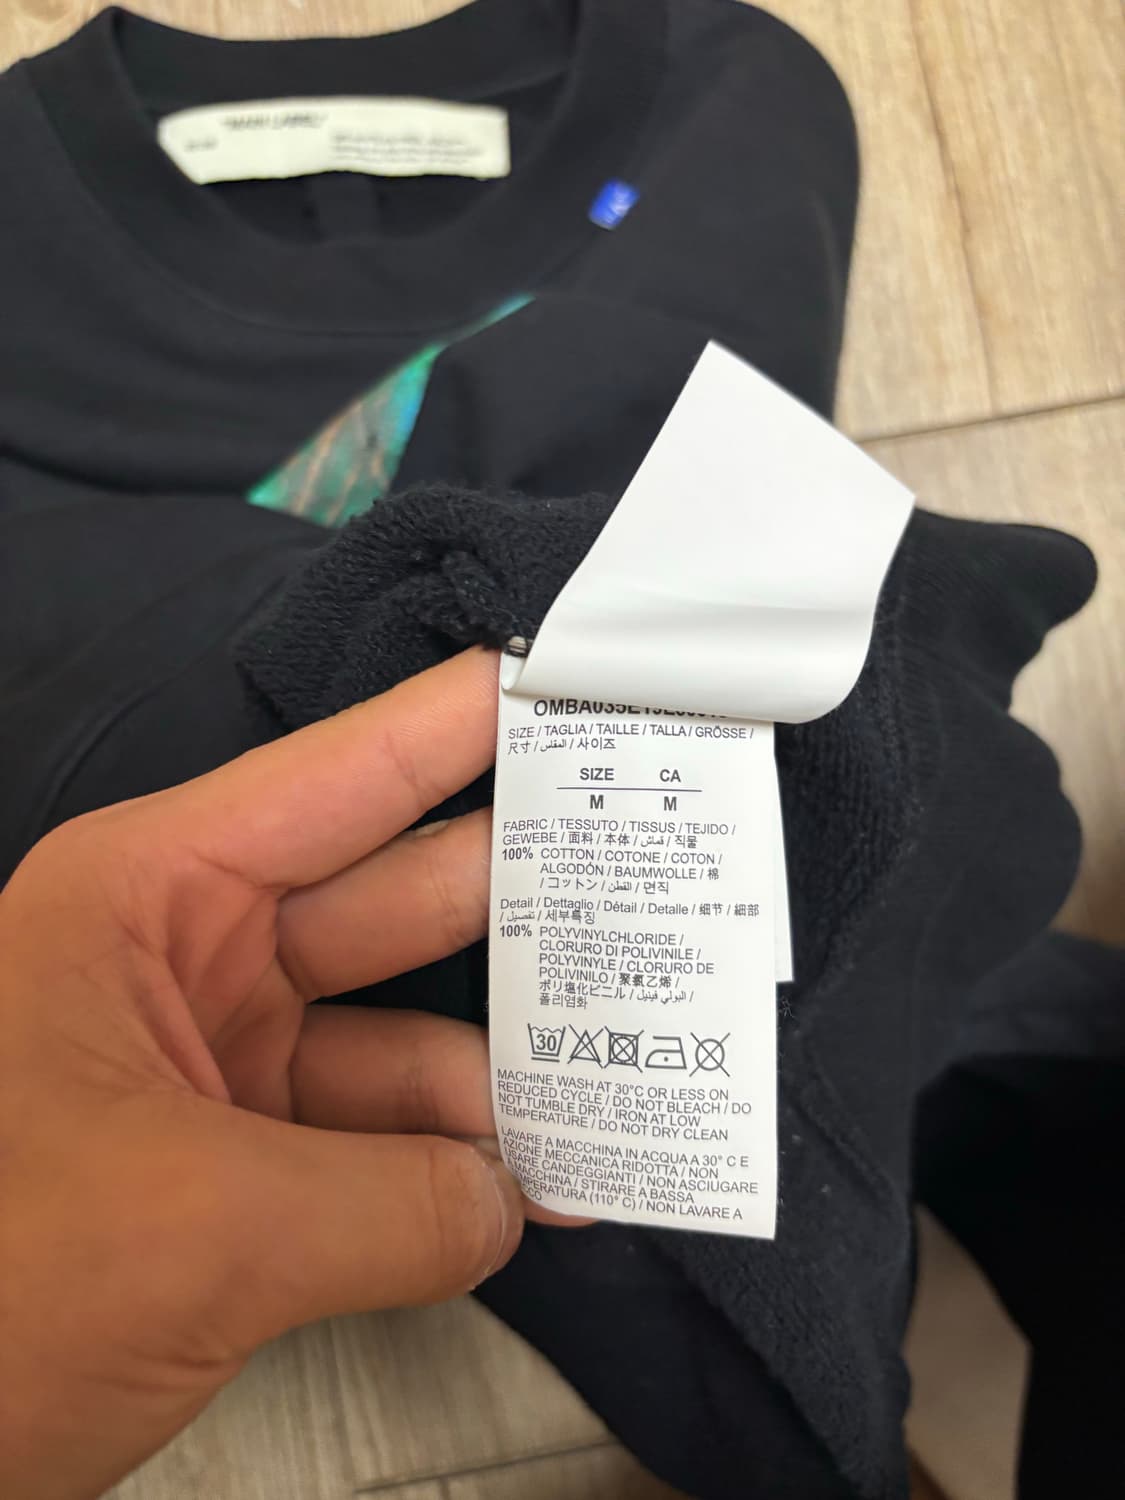 "MAIN LABEL"
SIZE / TAGLIA / TAILLE / TALLA / GRÖSSE /
尺寸 / المقاس / 사이즈
SIZE CA
M M
FABRIC / TESSUTO / TISSUS / TEJIDO /
GEWEBE / 面料 / 本体 / قماش / 직물
100% COTTON / COTONE / COTON /
ALGODÓN / BAUMWOLLE / 棉
/ コットン / القطن / 면직
Detail / Dettaglio / Détail / Detalle / 细节 / 細部
/ تفصيل / 세부특징
100% POLYVINYLCHLORIDE /
CLORURO DI POLIVINILE /
POLYVINYLE / CLORURO DE
POLIVINILO / 聚氯乙烯 /
ポリ塩化ビニル / البولي فينيل /
폴리염화
30
MACHINE WASH AT 30°C OR LESS ON
REDUCED CYCLE / DO NOT BLEACH / DO
NOT TUMBLE DRY / IRON AT LOW
TEMPERATURE / DO NOT DRY CLEAN
LAVARE A MACCHINA IN ACQUA A 30° C E
AZIONE MECCANICA RIDOTTA / NON
USARE CANDEGGIANTI / NON ASCIUGARE
MACCHINA / STIRARE A BASSA
MPERATURA (110° C) / NON LAVARE A
ECO